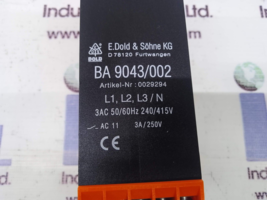 E.Dold & Söhne KG
DOLD
D 78120 Furtwangen
BA 9043/002
Artikel-Nr : 0029294
L1, L2, L3 / N
3AC 50/60Hz 240/415V
AC 11 3A/250V
CE